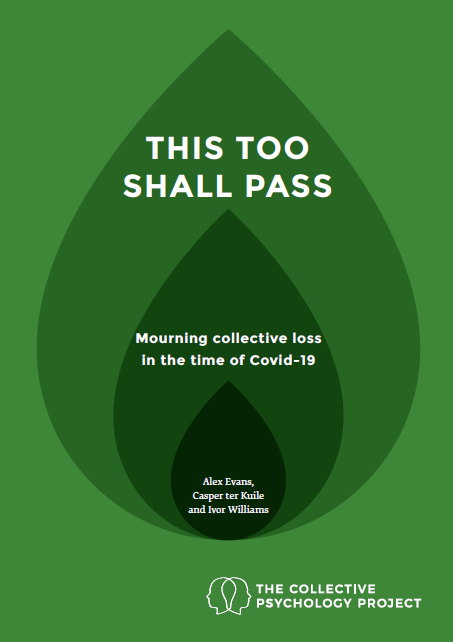 THIS TOO
SHALL PASS
Mourning collective loss
in the time of Covid-19
Alex Evans,
Casper ter Kuile
and Ivor Williams
THE COLLECTIVE
PSYCHOLOGY PROJECT